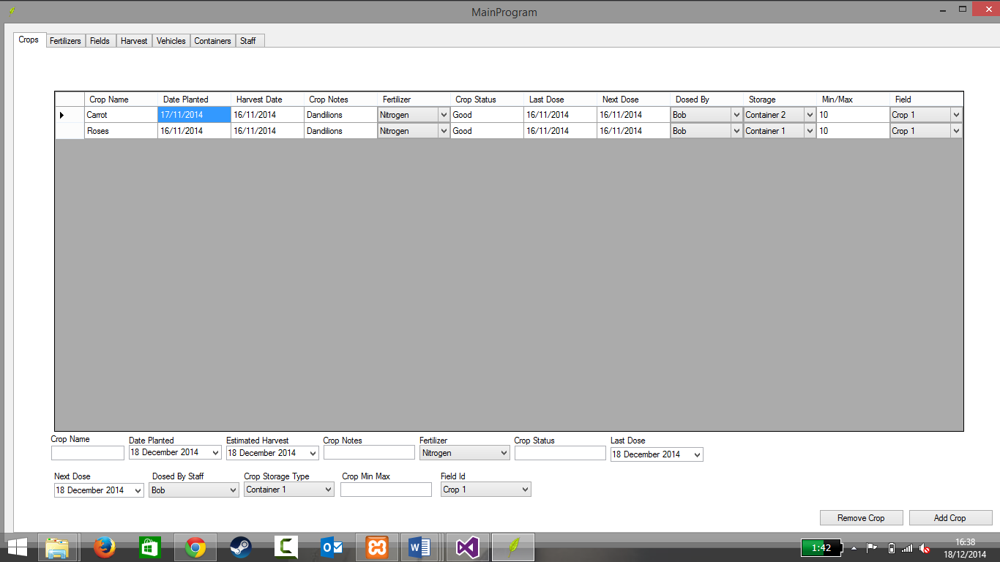 MainProgram
Crops Fertilizers Fields Harvest Vehicles Containers Staff
Crop Name Date Planted Harvest Date Crop Notes Fertilizer Crop Status Last Dose Next Dose Dosed By Storage Min/Max Field
Carrot 17/11/2014 16/11/2014 Dandilions Nitrogen Good 16/11/2014 16/11/2014 Bob Container 2 10 Crop 1
Roses 16/11/2014 16/11/2014 Dandilions Nitrogen Good 16/11/2014 16/11/2014 Bob Container 1 10 Crop 1
Crop Name Date Planted Estimated Harvest Crop Notes Fertilizer Crop Status Last Dose
18 December 2014 18 December 2014 Nitrogen 18 December 2014
Next Dose Dosed By Staff Crop Storage Type Crop Min Max Field Id
18 December 2014 Bob Container 1 Crop 1
Remove Crop Add Crop
1:42 16:38
18/12/2014